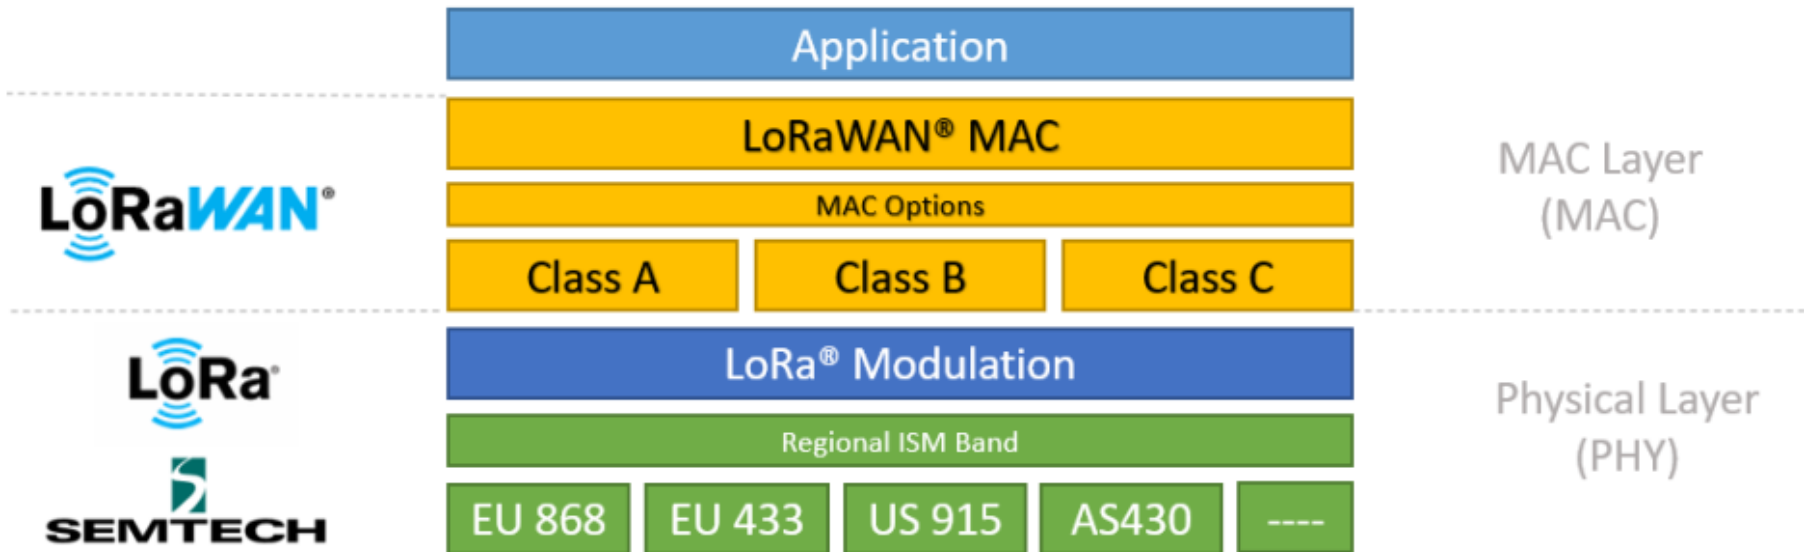 Application
LoRaWAN® MAC
MAC Options
Class A Class B Class C
LoRaWAN®
MAC Layer
(MAC)
LoRa® Modulation
Regional ISM Band
EU 868 EU 433 US 915 AS430 ----
LoRa®
SEMTECH
Physical Layer
(PHY)